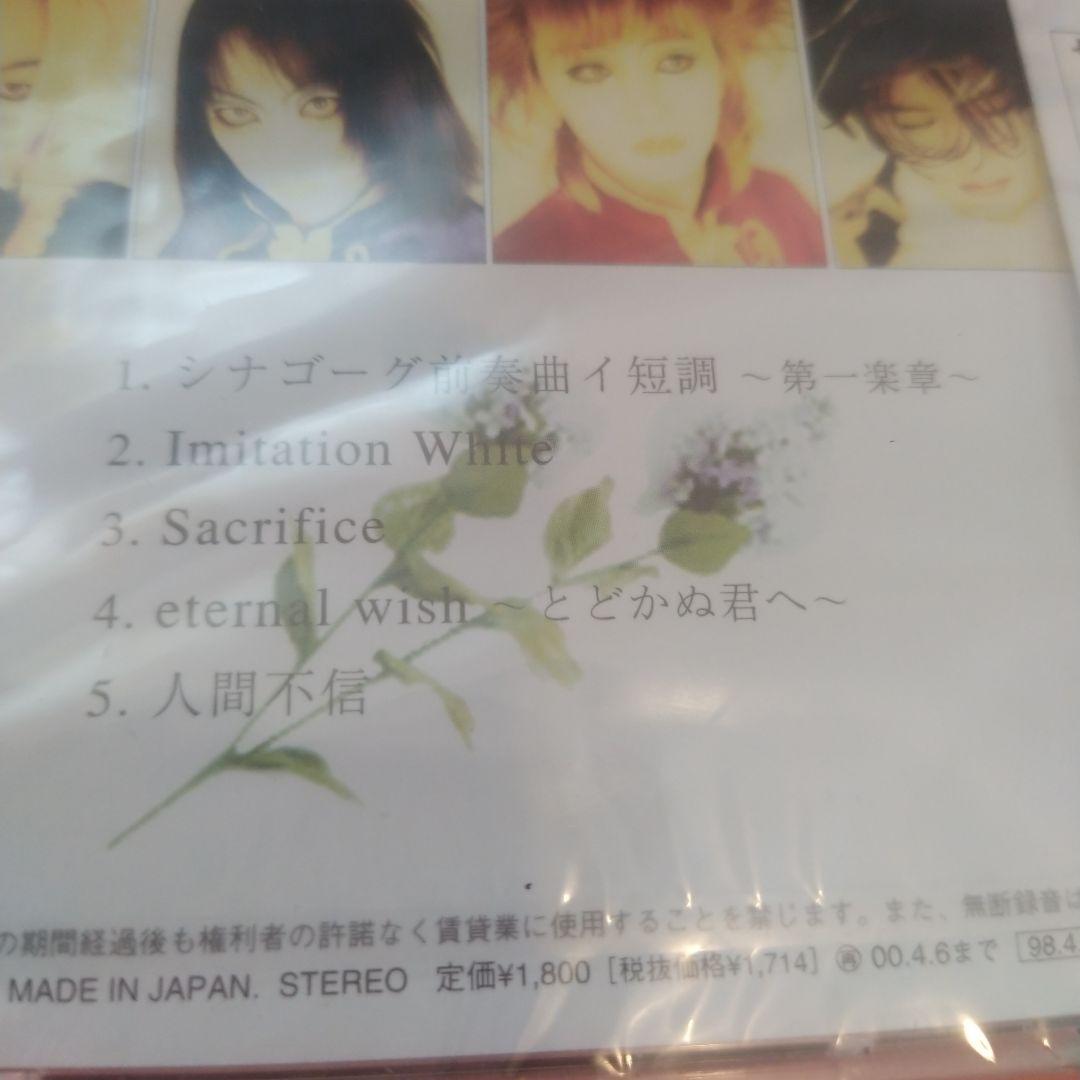 1. シナゴーグ前奏曲イ短調 ～第一楽章～
2. Imitation White
3. Sacrifice
4. eternal wish ～とどかぬ君へ～
5. 人間不信
の期間経過後も権利者の許諾なく賃貸業に使用することを禁じます。また、無断録音は
MADE IN JAPAN. STEREO 定価¥1,800 [税抜価格¥1,714] 再 00.4.6まで 98.4.